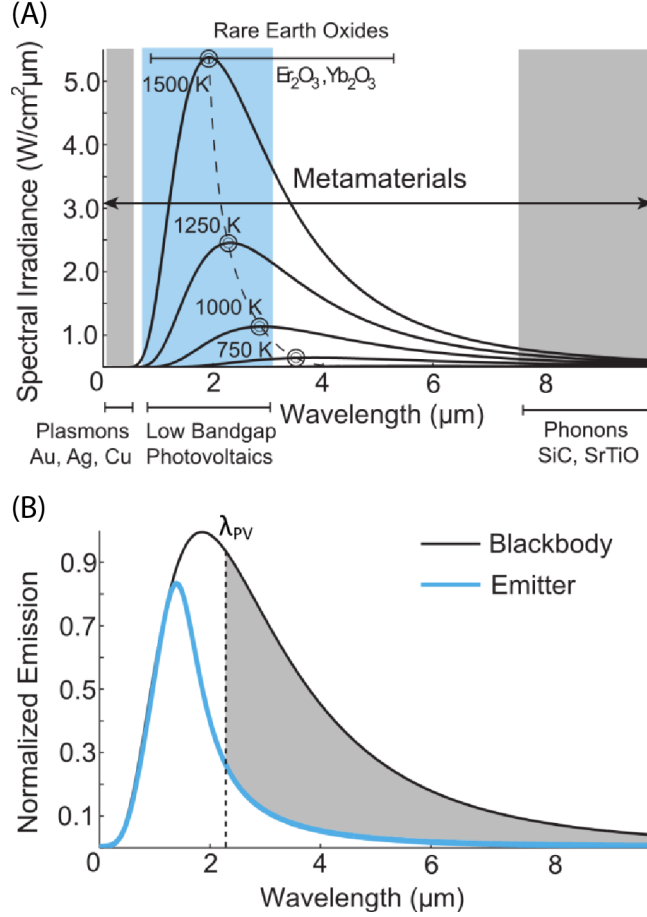 (A)
Rare Earth Oxides
Er2O3,Yb2O3
1500 K
Metamaterials
1250 K
1000 K
750 K
Spectral Irradiance (W/cm²μm)
5.0
4.0
3.0
2.0
1.0
0 2 4 6 8
Wavelength (μm)
Plasmons
Au, Ag, Cu
Low Bandgap
Photovoltaics
Phonons
SiC, SrTiO
(B)
λPV
Blackbody
Emitter
Normalized Emission
0.9
0.7
0.5
0.3
0.1
0 2 4 6 8
Wavelength (μm)